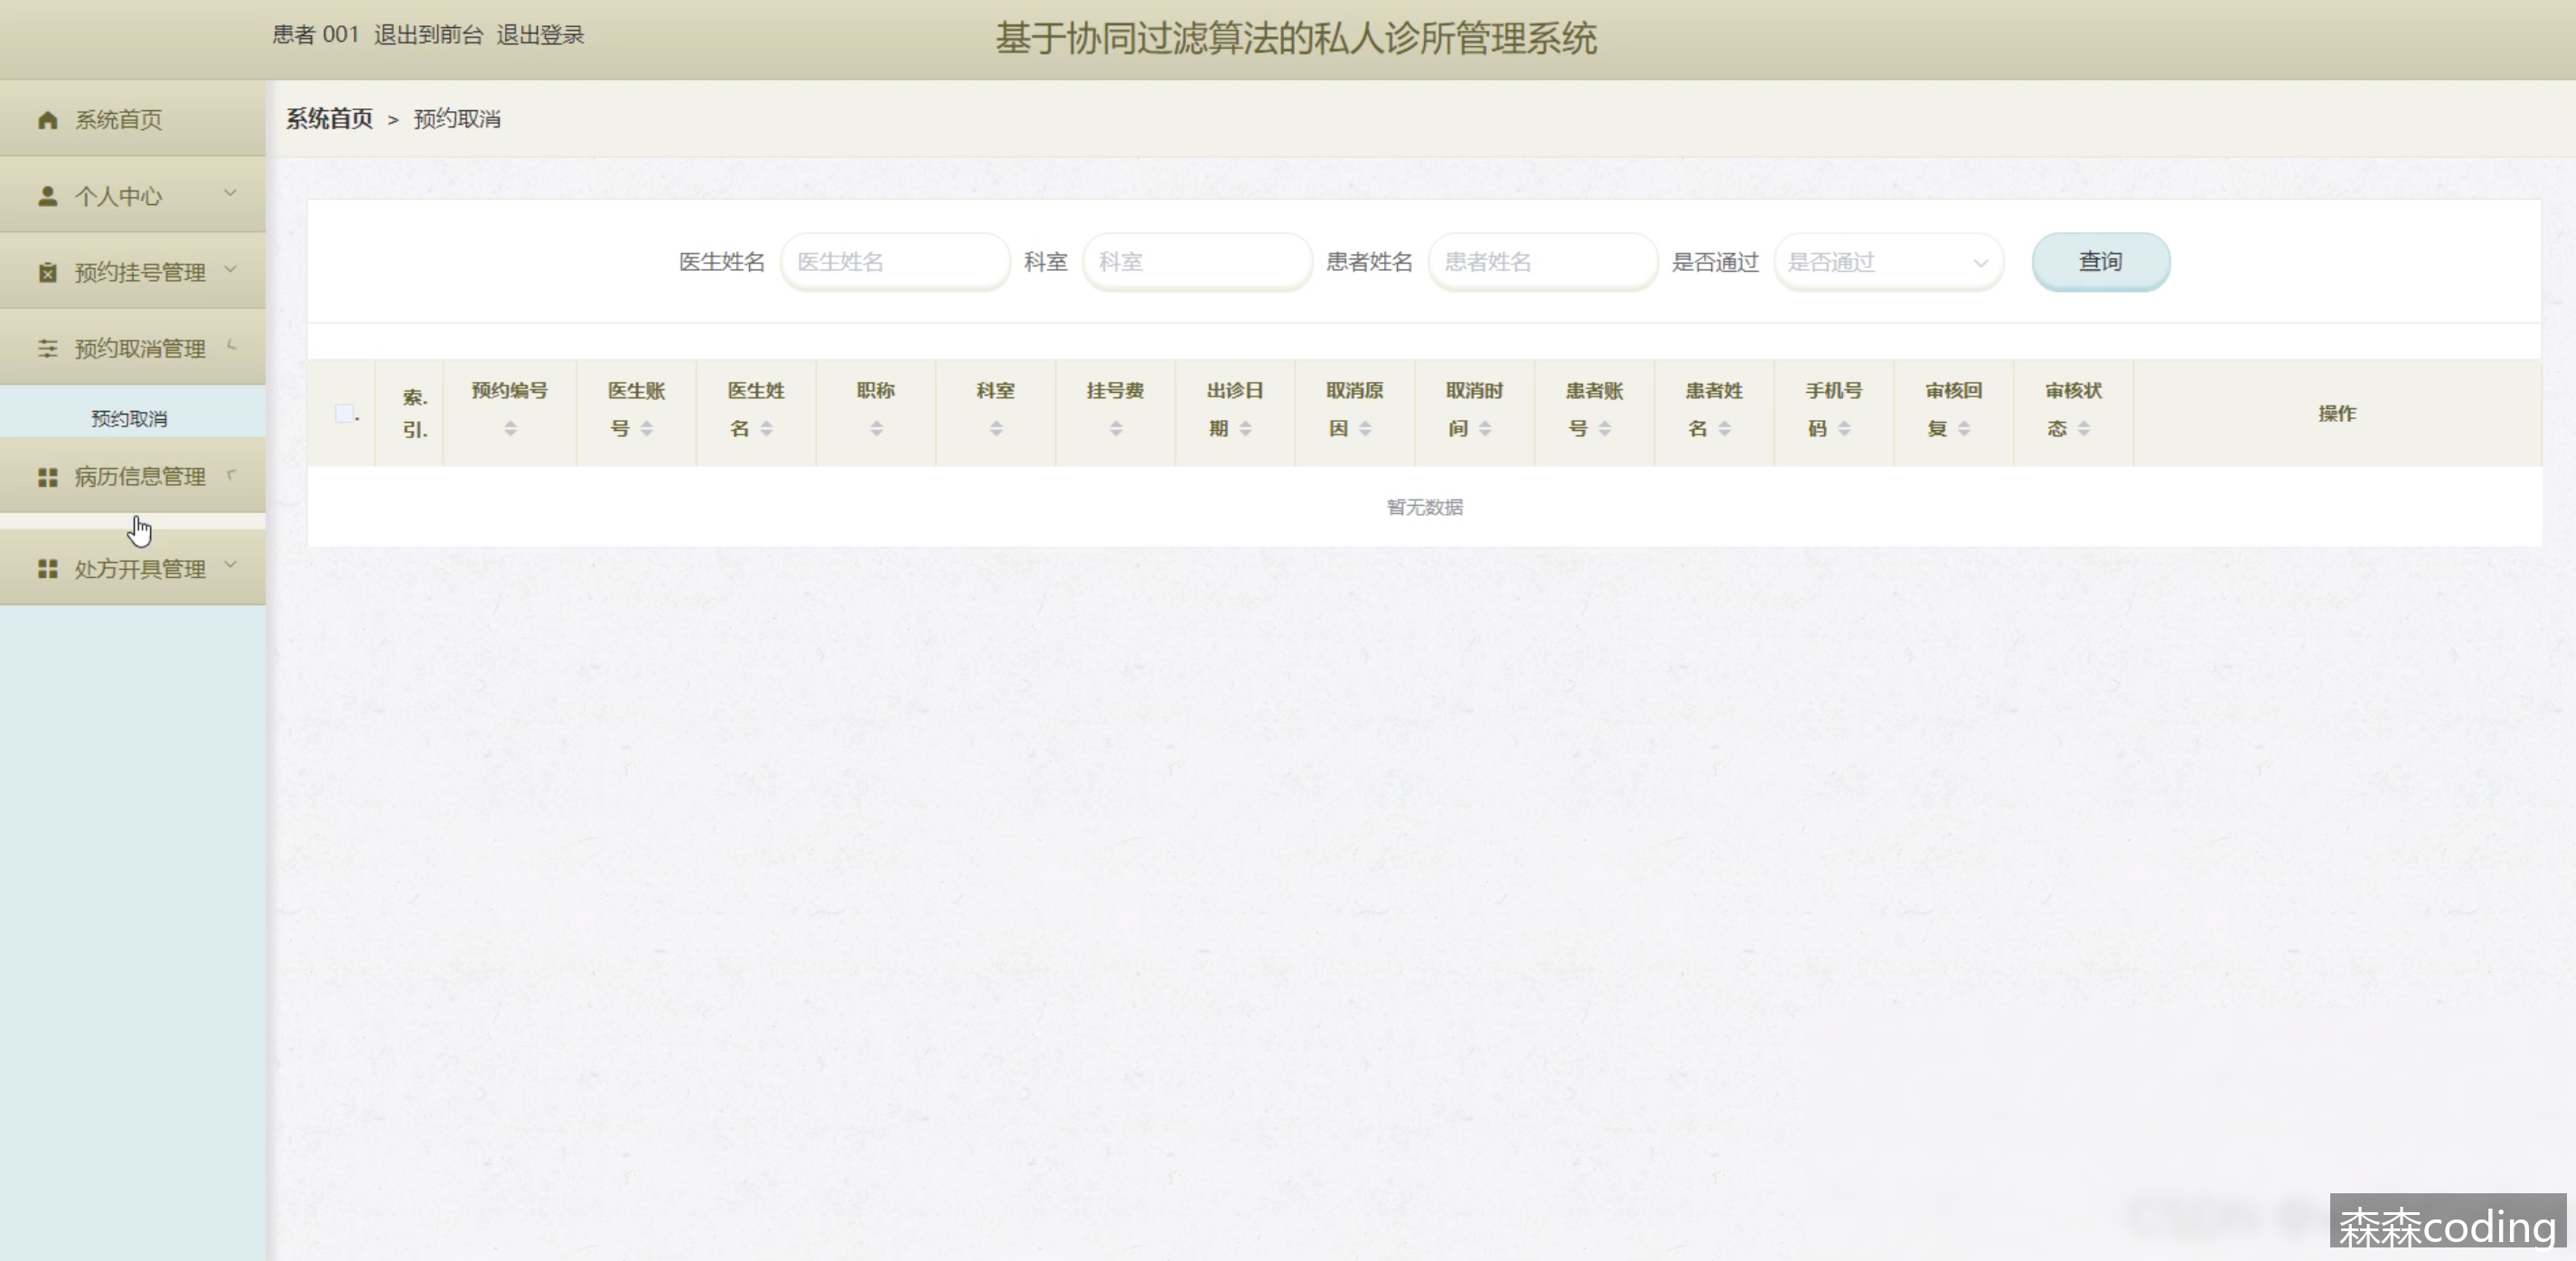 患者 001 退出到前台 退出登录
基于协同过滤算法的私人诊所管理系统
系统首页
个人中心
预约挂号管理
预约取消管理
预约取消
病历信息管理
处方开具管理
系统首页 > 预约取消
医生姓名 医生姓名 科室 科室 患者姓名 患者姓名 是否通过 是否通过 查询
索.引. 预约编号 医生账号 医生姓名 职称 科室 挂号费 出诊日期 取消原因 取消时间 患者账号 患者姓名 手机号码 审核回复 审核状态 操作
暂无数据
森森coding